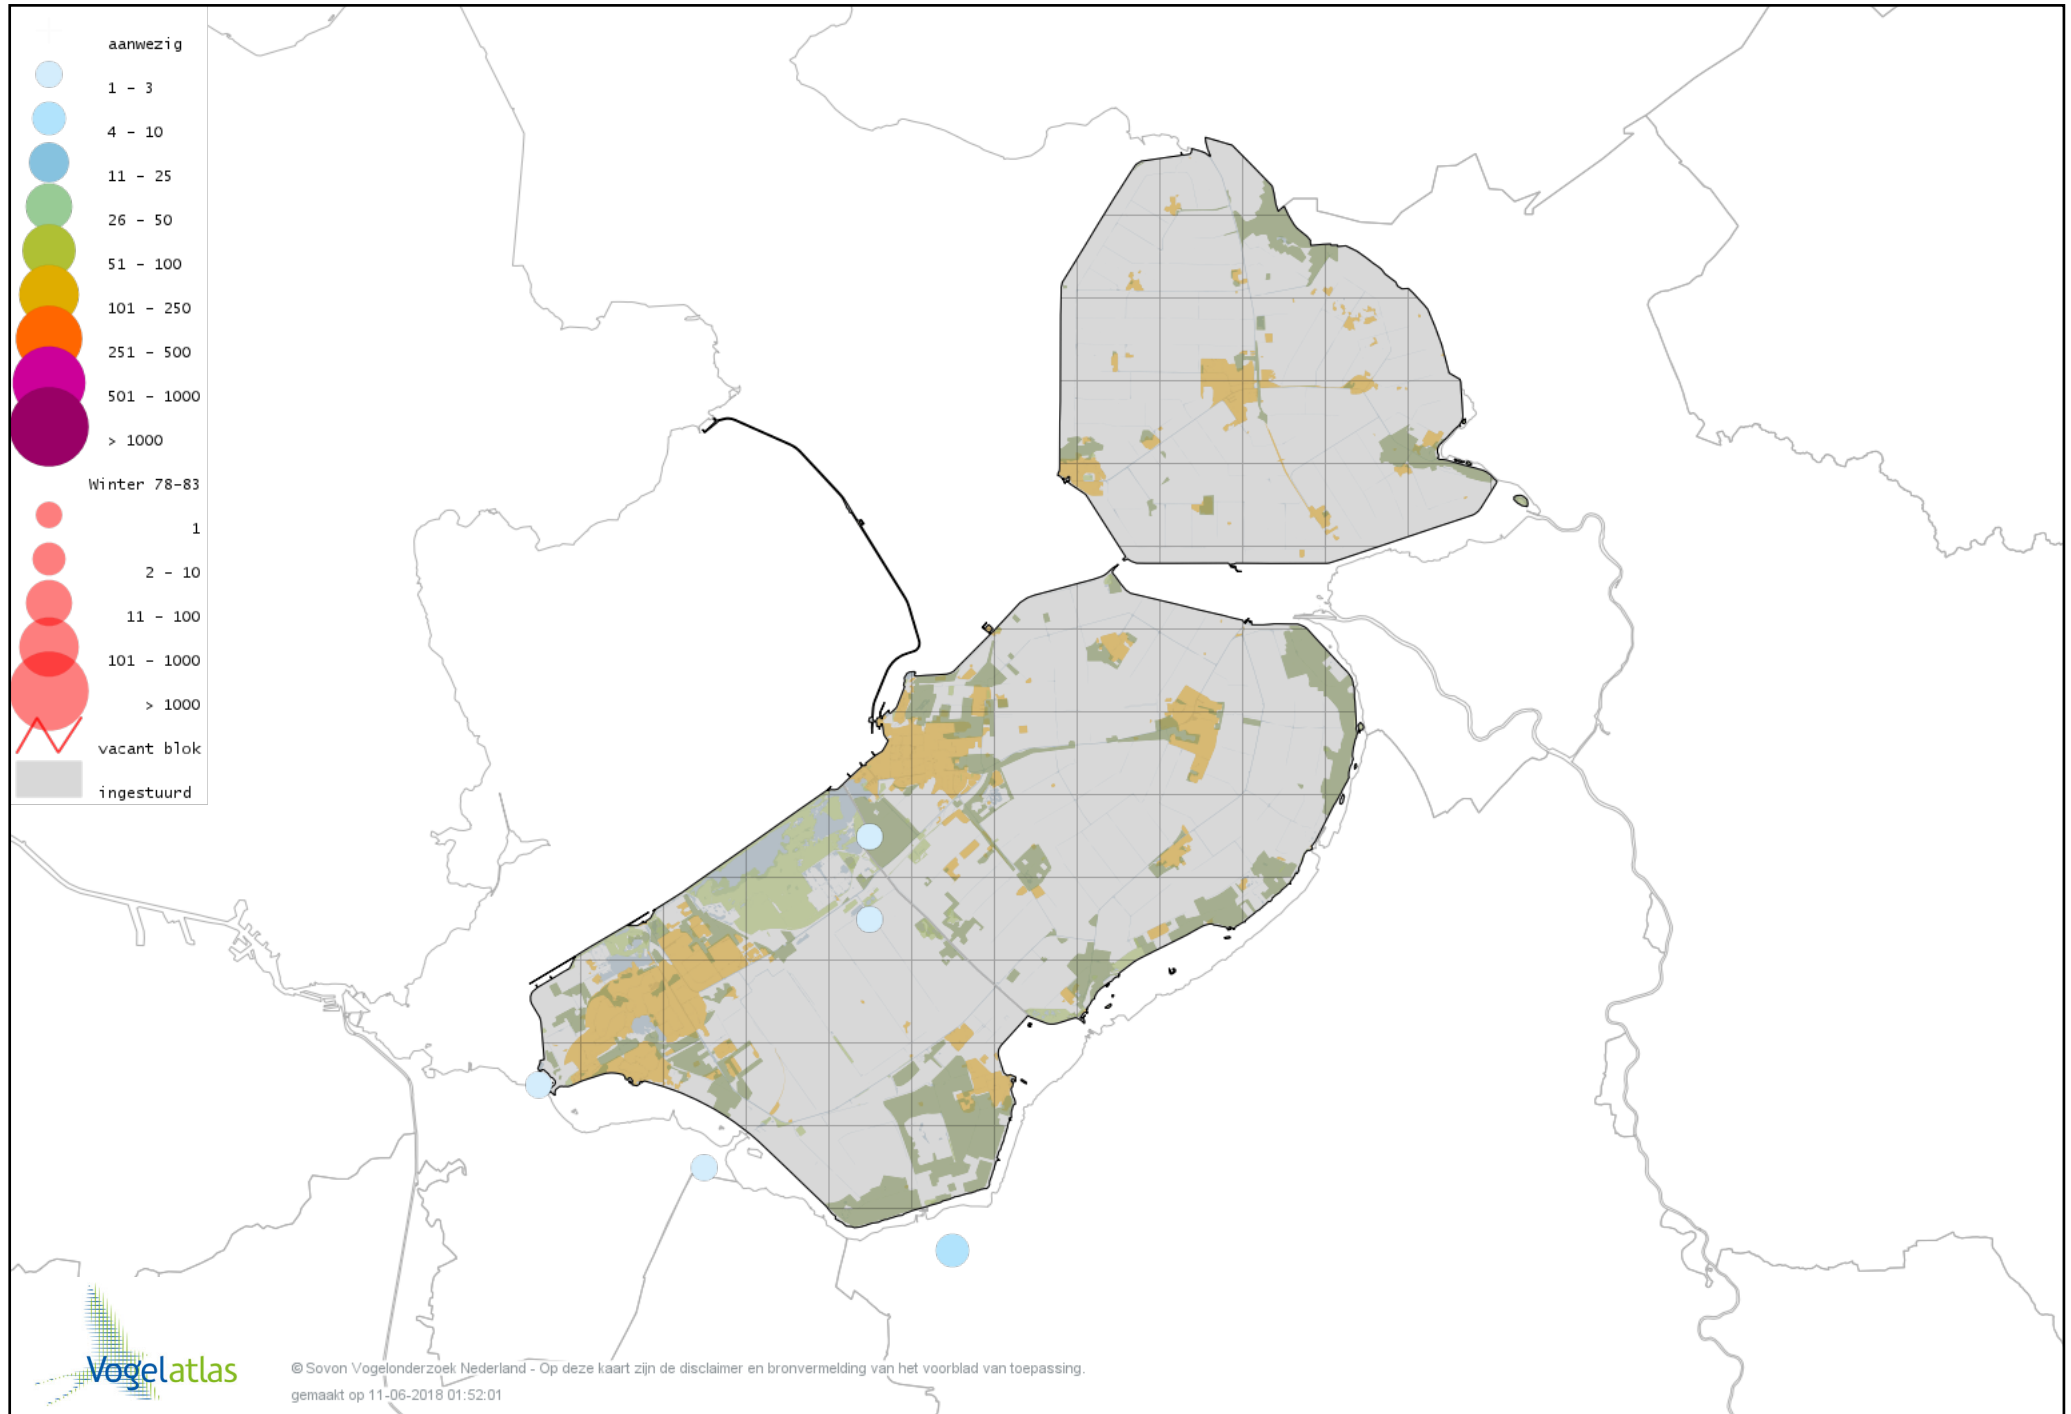 aanwezig
1 - 3
4 - 10
11 - 25
26 - 50
51 - 100
101 - 250
251 - 500
501 - 1000
> 1000
Winter 78-83
1
2 - 10
11 - 100
101 - 1000
> 1000
vacant blok
ingestuurd
Vogelatlas
© Sovon Vogelonderzoek Nederland - Op deze kaart zijn de disclaimer en bronvermelding van het voorblad van toepassing.
gemaakt op 11-06-2018 01:52:01